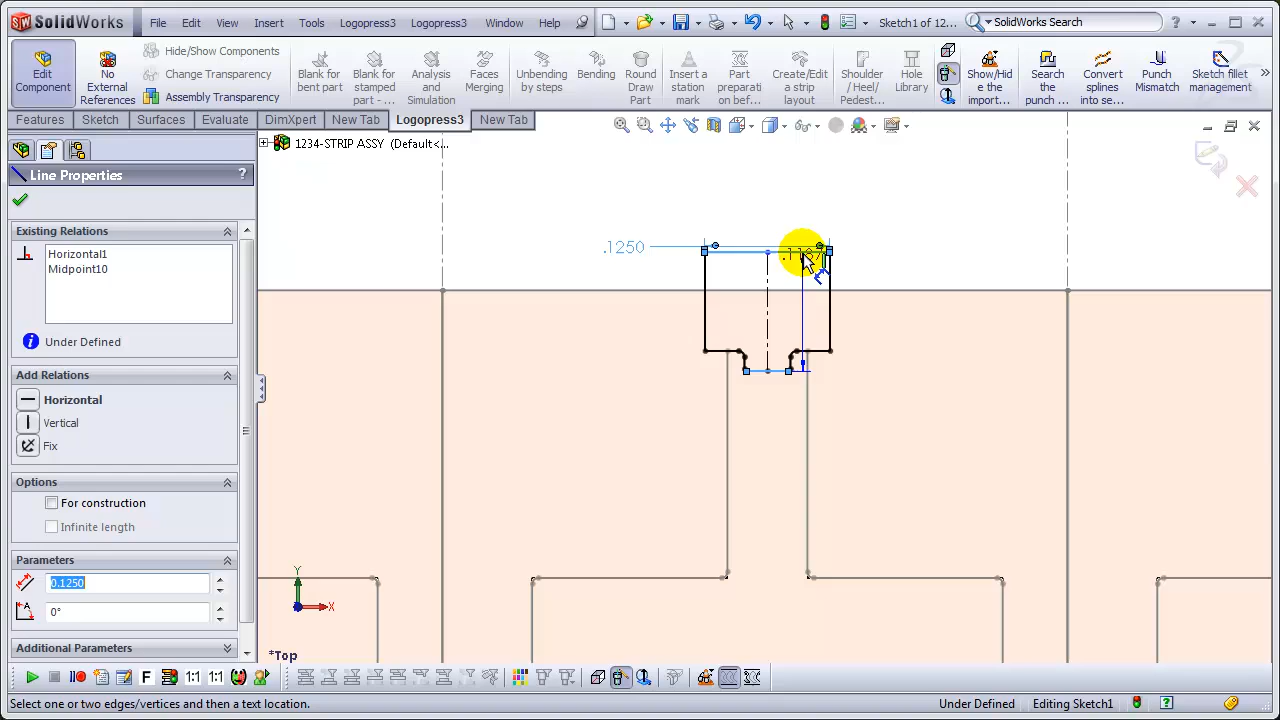 SolidWorks File Edit View Insert Tools Logopress3 Logopress3 Window Help Sketch1 of 12... SolidWorks Search
Edit Component
No External References
Hide/Show Components
Change Transparency
Assembly Transparency
Blank for bent part
Blank for stamped part - ...
Analysis and Simulation
Faces Merging
Unbending by steps
Bending
Round Draw Part
Insert a station mark
Part preparati on bef...
Create/Edit a strip layout
Shoulder / Heel/ Pedest...
Hole Library
Show/Hid e the import...
Search the punch ...
Convert splines into se...
Punch Mismatch
Sketch fillet management
Features Sketch Surfaces Evaluate DimXpert New Tab Logopress3 New Tab
1234-STRIP ASSY (Default<...
Line Properties ?
Existing Relations
Horizontal1
Midpoint10
Under Defined
Add Relations
Horizontal
Vertical
Fix
Options
For construction
Infinite length
Parameters
0.1250
0°
Additional Parameters
.1250
Y
X
*Top
F 1:1 1:1
Select one or two edges/vertices and then a text location. Under Defined Editing Sketch1